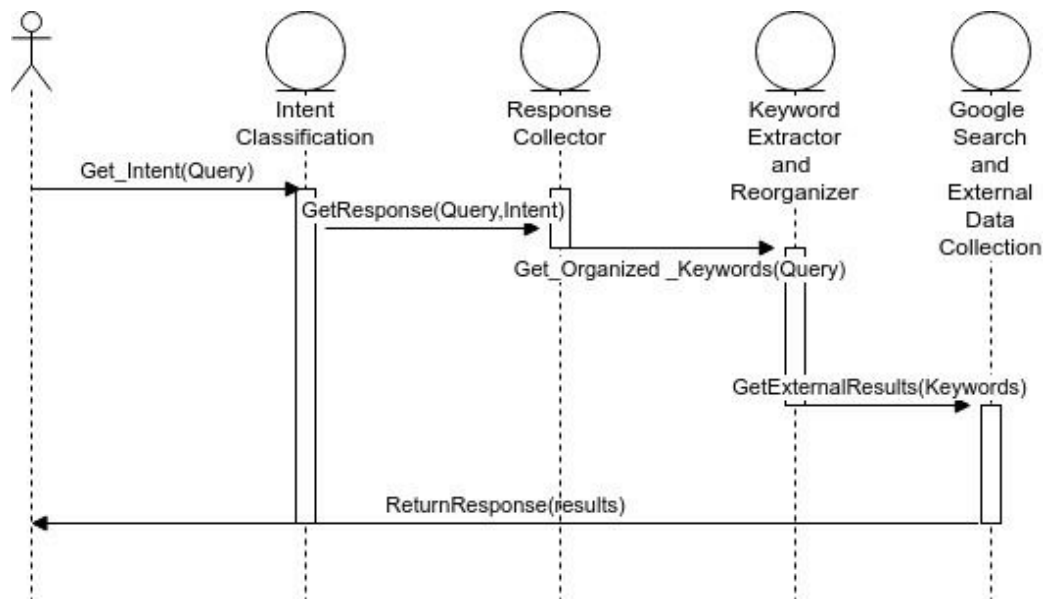 Intent
Classification
Response
Collector
Keyword
Extractor
and
Reorganizer
Google
Search
and
External
Data
Collection
Get_Intent(Query)
GetResponse(Query,Intent)
Get_Organized _Keywords(Query)
GetExternalResults(Keywords)
ReturnResponse(results)